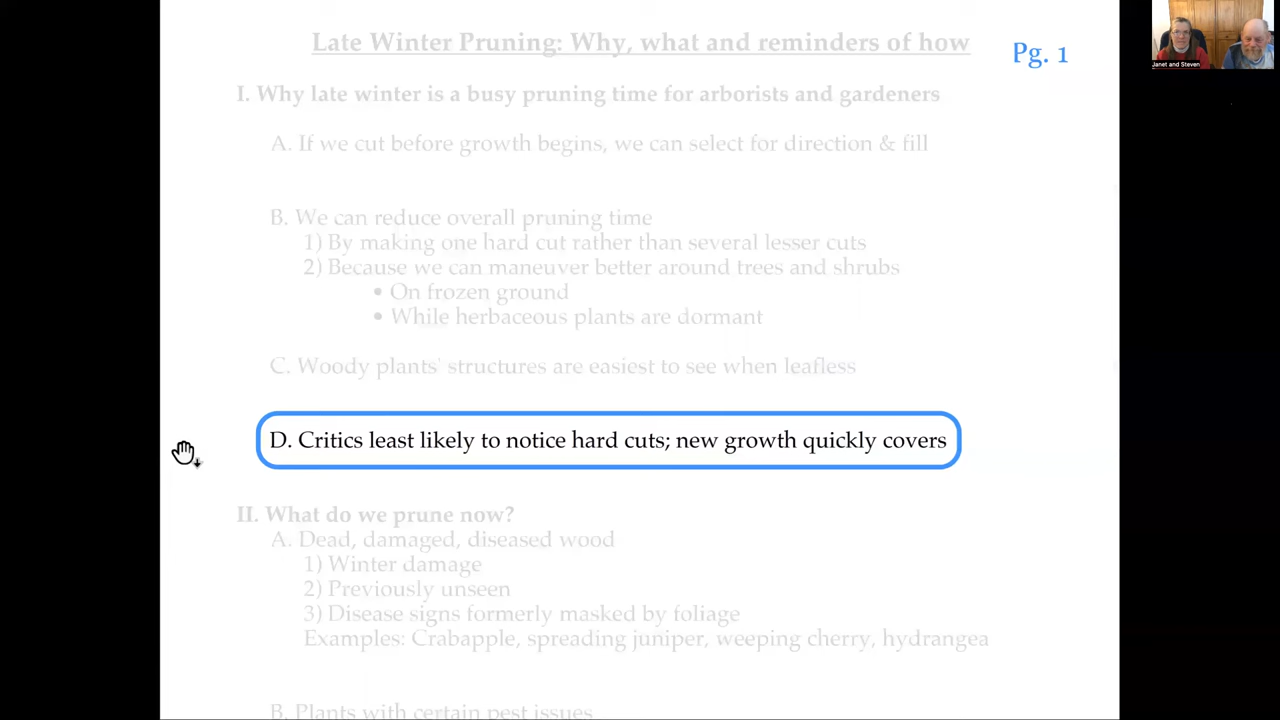 Late Winter Pruning: Why, what and reminders of how
Pg. 1
Janet and Steven
I. Why late winter is a busy pruning time for arborists and gardeners
A. If we cut before growth begins, we can select for direction & fill
B. We can reduce overall pruning time
1) By making one hard cut rather than several lesser cuts
2) Because we can maneuver better around trees and shrubs
• On frozen ground
• While herbaceous plants are dormant
C. Woody plants' structures are easiest to see when leafless
D. Critics least likely to notice hard cuts; new growth quickly covers
II. What do we prune now?
A. Dead, damaged, diseased wood
1) Winter damage
2) Previously unseen
3) Disease signs formerly masked by foliage
Examples: Crabapple, spreading juniper, weeping cherry, hydrangea
B. Plants with certain pest issues